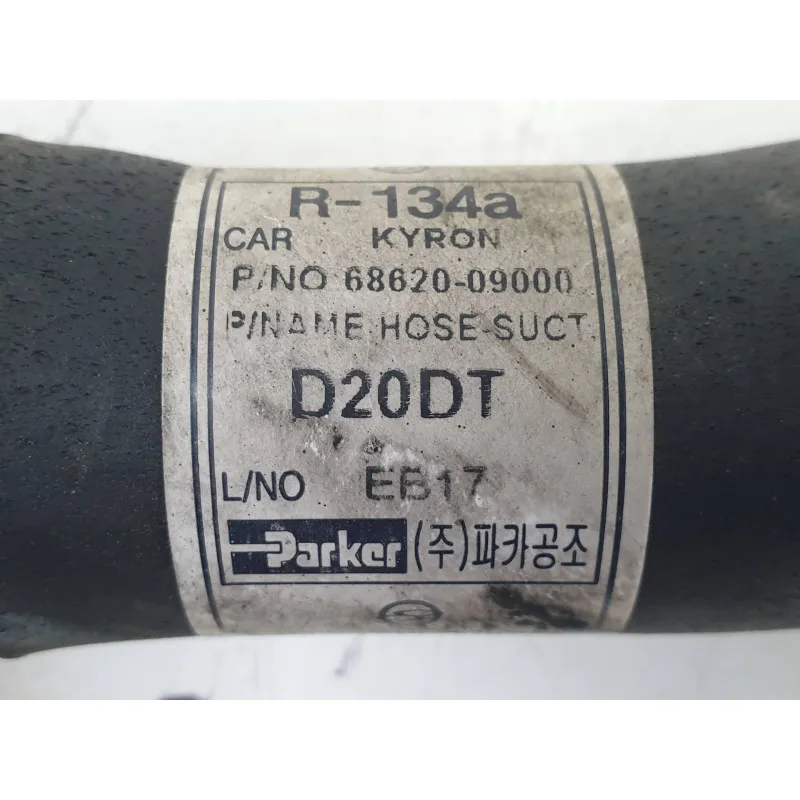 R-134a
CAR KYRON
P/NO 68620-09000
P/NAME HOSE-SUCT
D20DT
L/NO EB17
Parker (주)파카공조